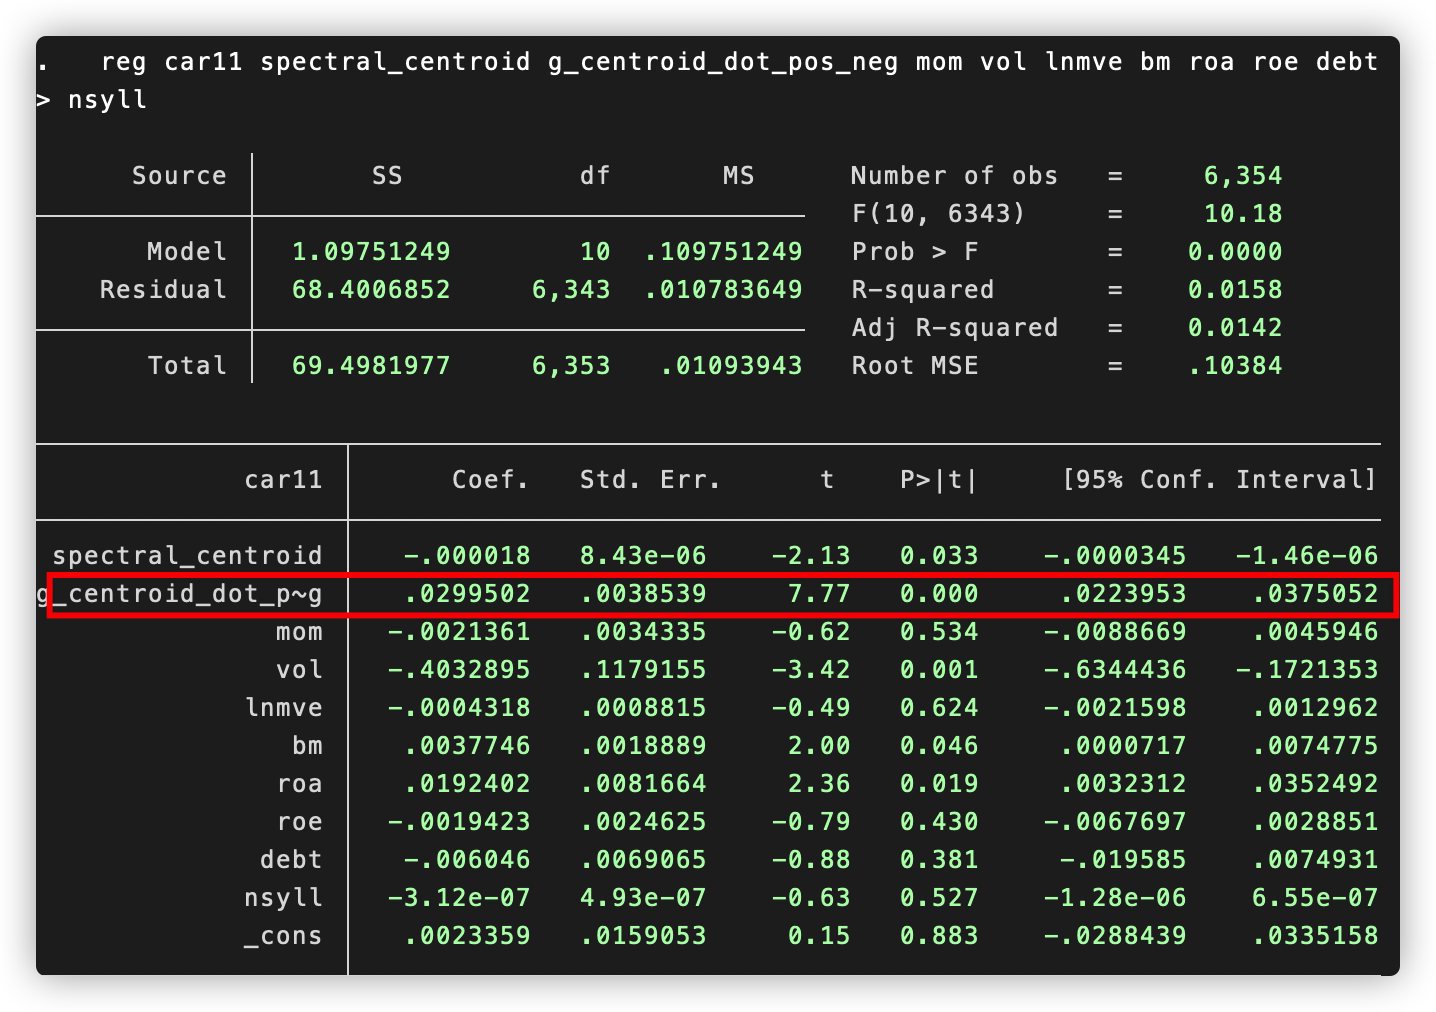 .   reg car11 spectral_centroid g_centroid_dot_pos_neg mom vol lnmve bm roa roe debt
> nsyll
Source SS df MS Number of obs = 6,354
F(10, 6343) = 10.18
Model 1.09751249 10 .109751249 Prob > F = 0.0000
Residual 68.4006852 6,343 .010783649 R-squared = 0.0158
Adj R-squared = 0.0142
Total 69.4981977 6,353 .01093943 Root MSE = .10384
car11 Coef. Std. Err. t P>|t| [95% Conf. Interval]
spectral_centroid -.000018 8.43e-06 -2.13 0.033 -.0000345 -1.46e-06
g_centroid_dot_p~g .0299502 .0038539 7.77 0.000 .0223953 .0375052
mom -.0021361 .0034335 -0.62 0.534 -.0088669 .0045946
vol -.4032895 .1179155 -3.42 0.001 -.6344436 -.1721353
lnmve -.0004318 .0008815 -0.49 0.624 -.0021598 .0012962
bm .0037746 .0018889 2.00 0.046 .0000717 .0074775
roa .0192402 .0081664 2.36 0.019 .0032312 .0352492
roe -.0019423 .0024625 -0.79 0.430 -.0067697 .0028851
debt -.006046 .0069065 -0.88 0.381 -.019585 .0074931
nsyll -3.12e-07 4.93e-07 -0.63 0.527 -1.28e-06 6.55e-07
_cons .0023359 .0159053 0.15 0.883 -.0288439 .0335158